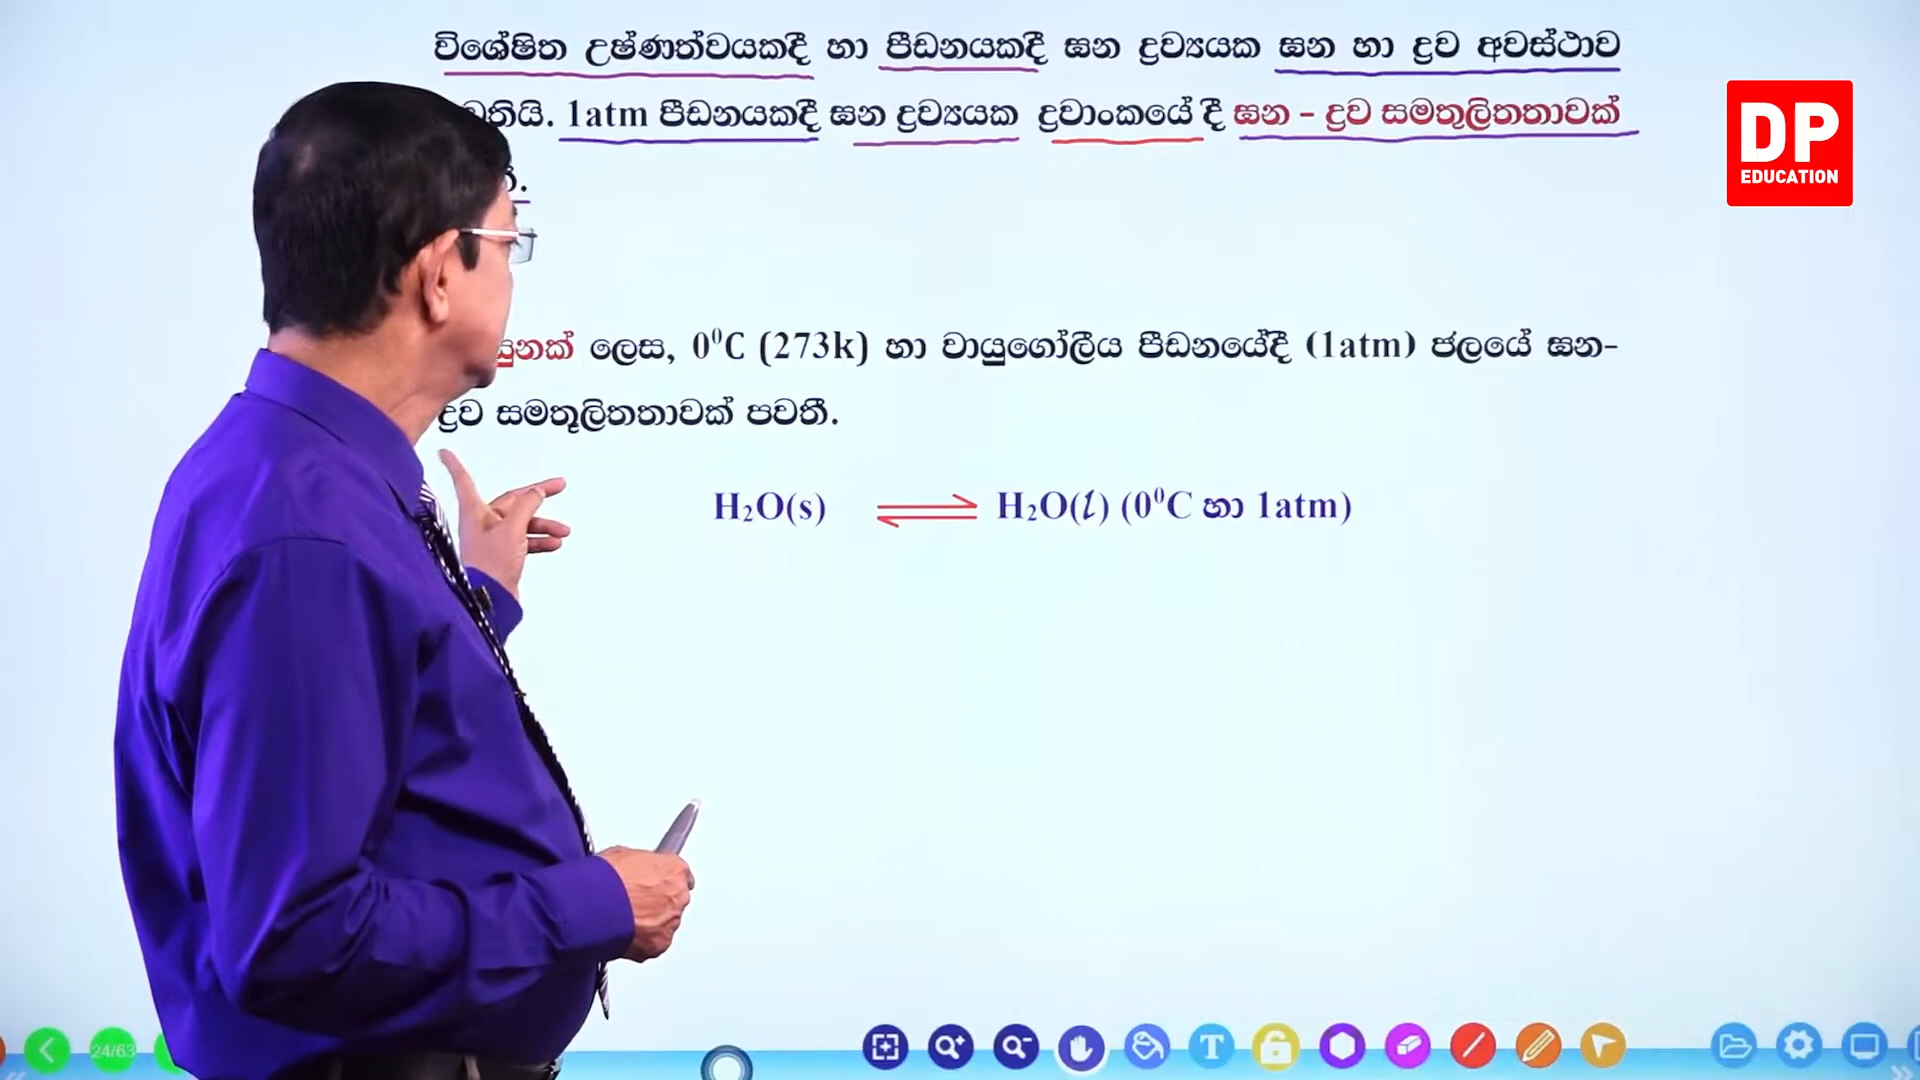 විශේෂිත උෂ්ණත්වයකදී හා පීඩනයකදී ඝන ද්‍රව්‍යයක ඝන හා ද්‍රව අවස්ථාව
1atm පීඩනයකදී ඝන ද්‍රව්‍යයක ද්‍රවාංකයේ දී ඝන – ද්‍රව සමතුලිතතාවක්
DP
EDUCATION
ලෙස, 0⁰C (273k) හා වායුගෝලීය පීඩනයේදී (1atm) ජලයේ ඝන-
ද්‍රව සමතූලිතතාවක් පවතී.
H₂O(s) ⇌ H₂O(l) (0⁰C හා 1atm)
24/63
T